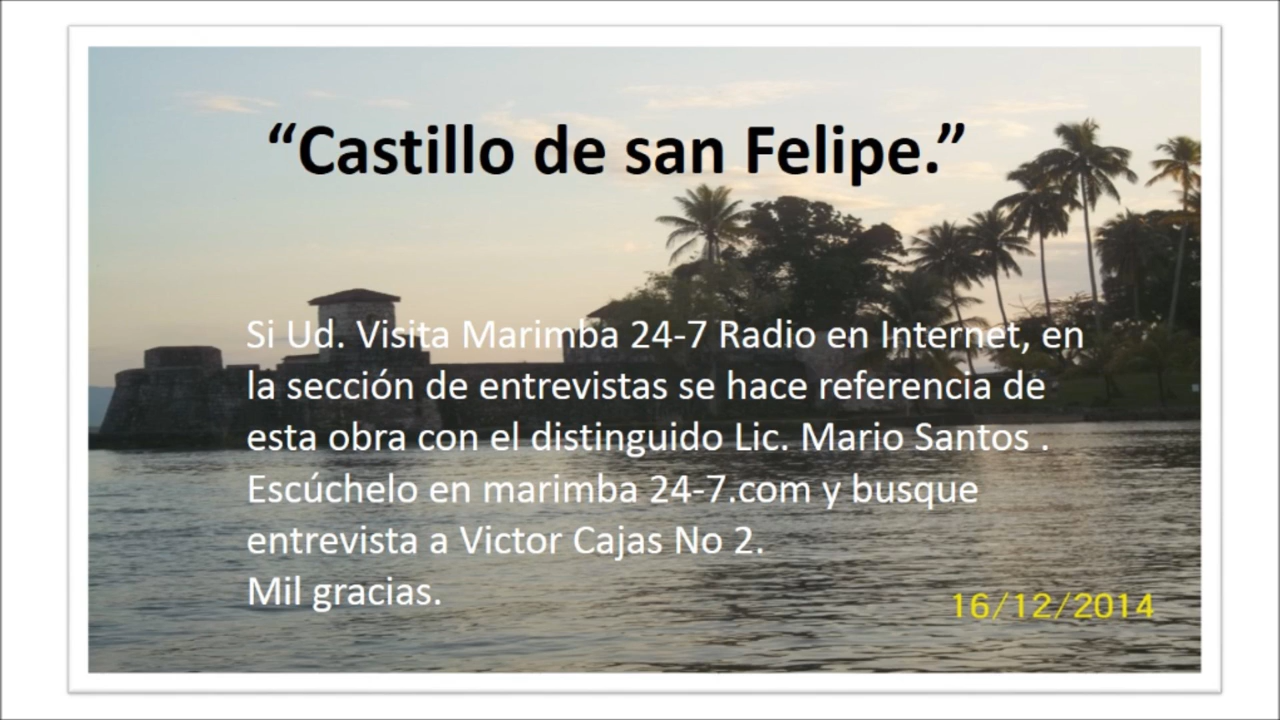 “Castillo de san Felipe.”
Si Ud. Visita Marimba 24-7 Radio en Internet, en
la sección de entrevistas se hace referencia de
esta obra con el distinguido Lic. Mario Santos .
Escúchelo en marimba 24-7.com y busque
entrevista a Victor Cajas No 2.
Mil gracias.
16/12/2014